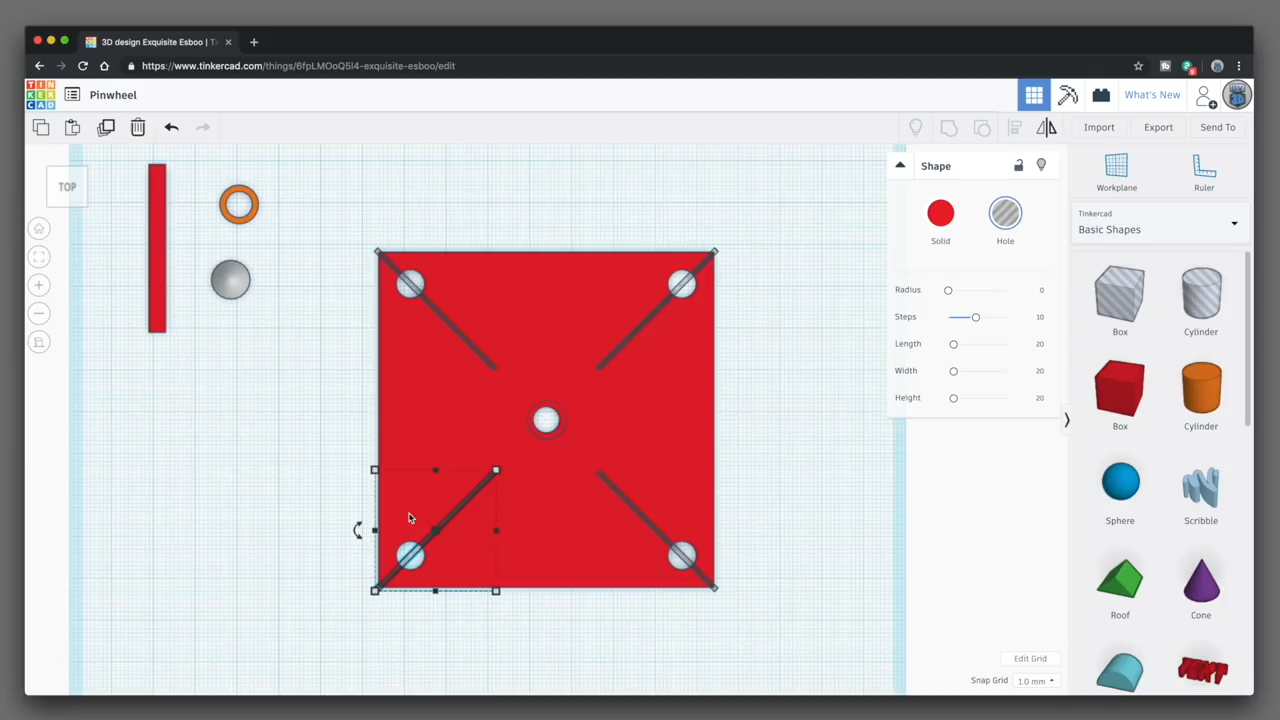 3D design Exquisite Esboo | T
https://www.tinkercad.com/things/6fpLMOoQ5l4-exquisite-esboo/edit
TIN
KER
CAD
Pinwheel
What's New
Import
Export
Send To
TOP
Shape
Solid
Hole
Radius 0
Steps 10
Length 20
Width 20
Height 20
Workplane
Ruler
Tinkercad
Basic Shapes
Box
Cylinder
Box
Cylinder
Sphere
Scribble
Roof
Cone
TEXT
Edit Grid
Snap Grid 1.0 mm